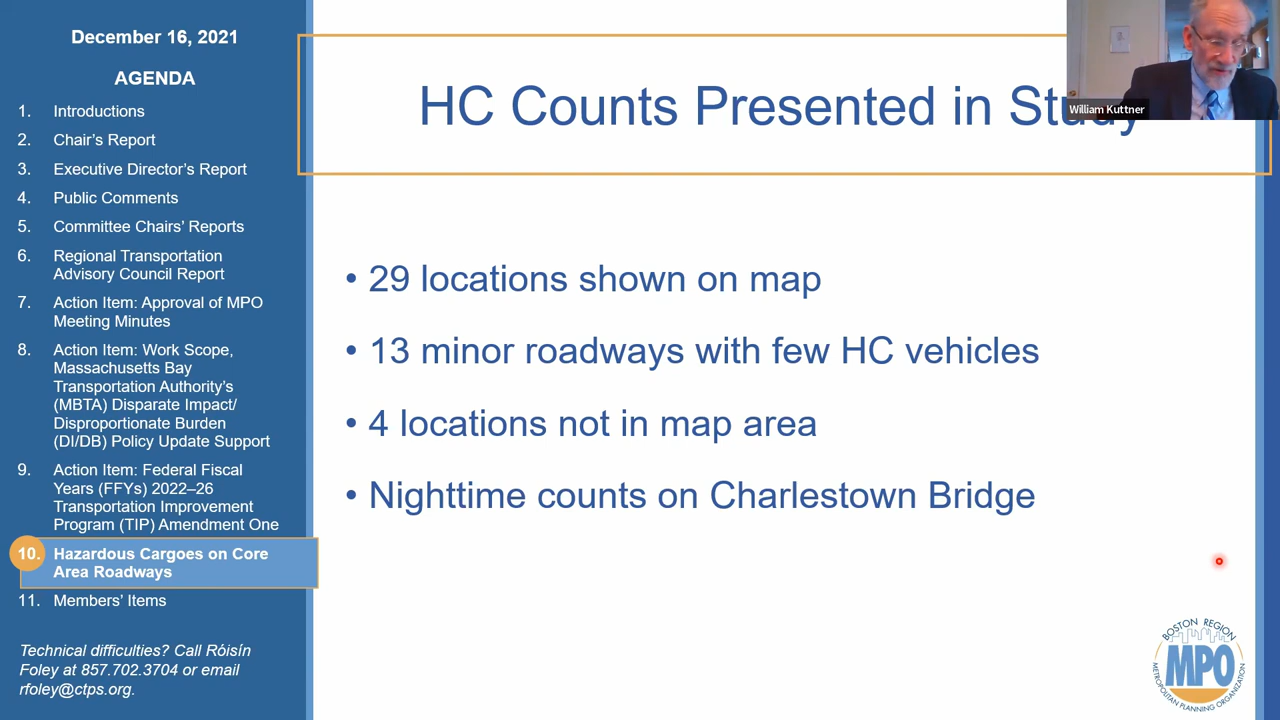 December 16, 2021
AGENDA
1. Introductions
2. Chair's Report
3. Executive Director's Report
4. Public Comments
5. Committee Chairs' Reports
6. Regional Transportation
Advisory Council Report
7. Action Item: Approval of MPO
Meeting Minutes
8. Action Item: Work Scope,
Massachusetts Bay
Transportation Authority's
(MBTA) Disparate Impact/
Disproportionate Burden
(DI/DB) Policy Update Support
9. Action Item: Federal Fiscal
Years (FFYs) 2022–26
Transportation Improvement
Program (TIP) Amendment One
10. Hazardous Cargoes on Core
Area Roadways
11. Members' Items
Technical difficulties? Call Róisín
Foley at 857.702.3704 or email
rfoley@ctps.org.
HC Counts Presented in Study
William Kuttner
• 29 locations shown on map
• 13 minor roadways with few HC vehicles
• 4 locations not in map area
• Nighttime counts on Charlestown Bridge
BOSTON REGION
MPO
METROPOLITAN PLANNING ORGANIZATION